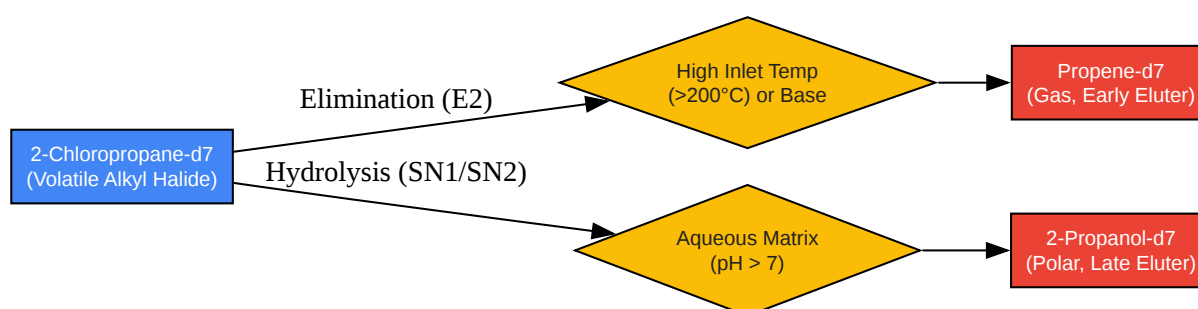 Elimination (E2)
Hydrolysis (SN1/SN2)
2-Chloropropane-d7
(Volatile Alkyl Halide)
High Inlet Temp
(>200°C) or Base
Propene-d7
(Gas, Early Eluter)
Aqueous Matrix
(pH > 7)
2-Propanol-d7
(Polar, Late Eluter)